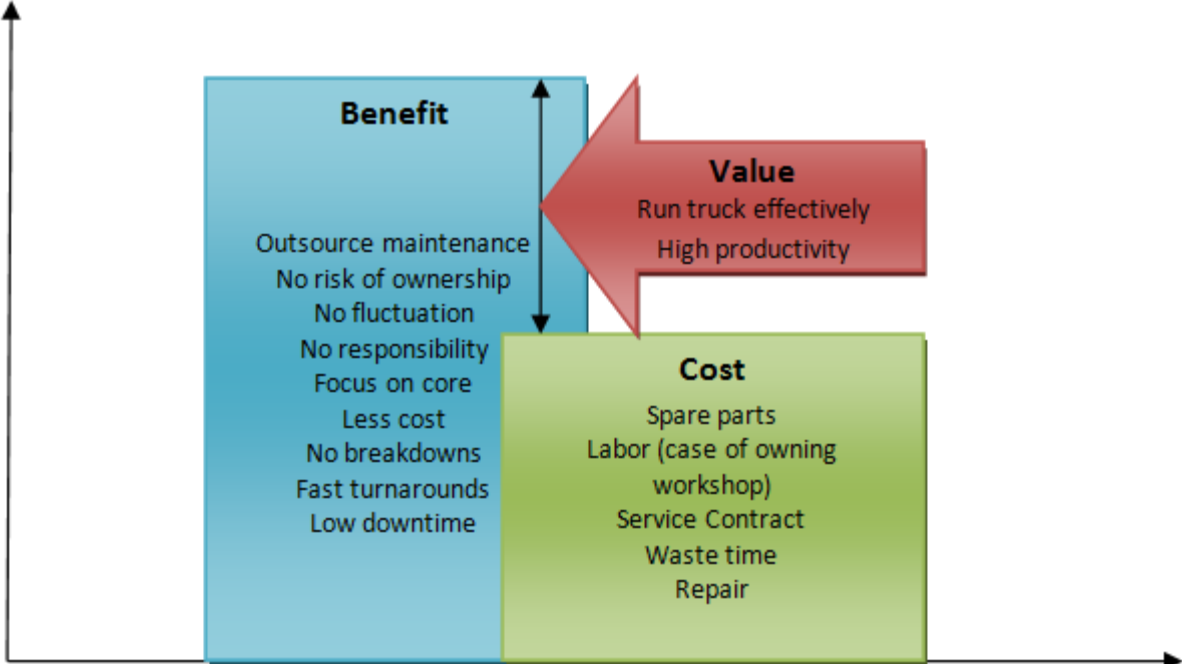 Benefit
Outsource maintenance
No risk of ownership
No fluctuation
No responsibility
Focus on core
Less cost
No breakdowns
Fast turnarounds
Low downtime
Value
Run truck effectively
High productivity
Cost
Spare parts
Labor (case of owning
workshop)
Service Contract
Waste time
Repair